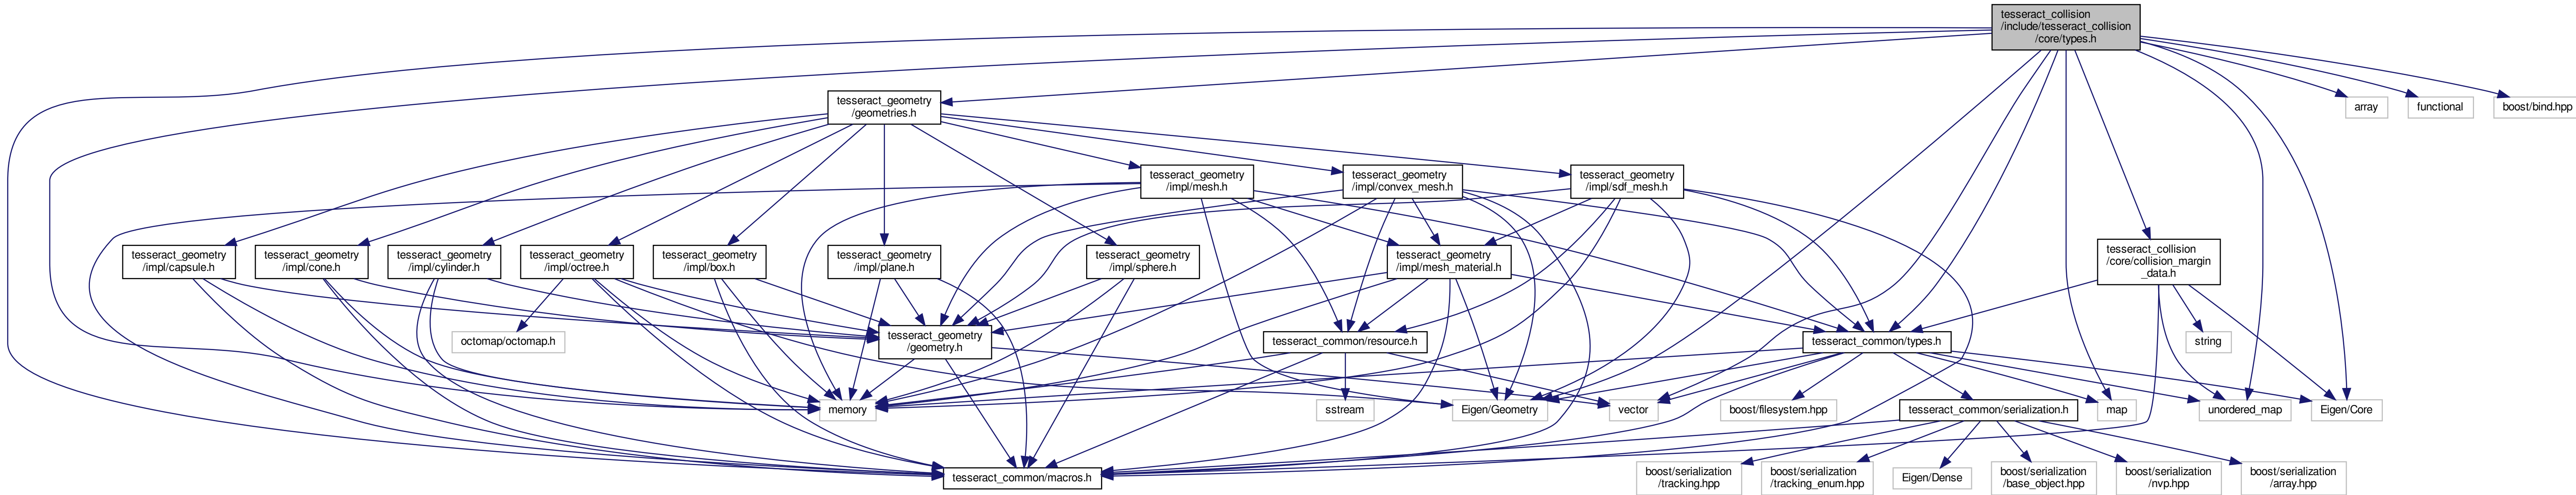 tesseract_collision
/include/tesseract_collision
/core/types.h
tesseract_geometry
/geometries.h
array
functional
boost/bind.hpp
tesseract_geometry
/impl/mesh.h
tesseract_geometry
/impl/convex_mesh.h
tesseract_geometry
/impl/sdf_mesh.h
tesseract_geometry
/impl/capsule.h
tesseract_geometry
/impl/cone.h
tesseract_geometry
/impl/cylinder.h
tesseract_geometry
/impl/octree.h
tesseract_geometry
/impl/box.h
tesseract_geometry
/impl/plane.h
tesseract_geometry
/impl/sphere.h
tesseract_geometry
/impl/mesh_material.h
tesseract_collision
/core/collision_margin
_data.h
octomap/octomap.h
tesseract_geometry
/geometry.h
tesseract_common/resource.h
tesseract_common/types.h
string
memory
sstream
Eigen/Geometry
vector
boost/filesystem.hpp
tesseract_common/serialization.h
map
unordered_map
Eigen/Core
tesseract_common/macros.h
boost/serialization
/tracking.hpp
boost/serialization
/tracking_enum.hpp
Eigen/Dense
boost/serialization
/base_object.hpp
boost/serialization
/nvp.hpp
boost/serialization
/array.hpp